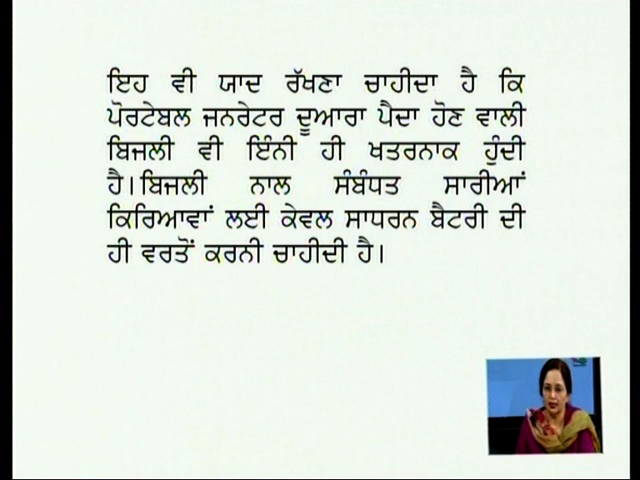 ਇਹ ਵੀ ਯਾਦ ਰੱਖਣਾ ਚਾਹੀਦਾ ਹੈ ਕਿ
ਪੋਰਟੇਬਲ ਜਨਰੇਟਰ ਦੂਆਰਾ ਪੈਦਾ ਹੋਣ ਵਾਲੀ
ਬਿਜਲੀ ਵੀ ਇੰਨੀ ਹੀ ਖਤਰਨਾਕ ਹੁੰਦੀ
ਹੈ।ਬਿਜਲੀ ਨਾਲ ਸੰਬੰਧਤ ਸਾਰੀਆਂ
ਕਿਰਿਆਵਾਂ ਲਈ ਕੇਵਲ ਸਾਧਰਨ ਬੈਟਰੀ ਦੀ
ਹੀ ਵਰਤੋਂ ਕਰਨੀ ਚਾਹੀਦੀ ਹੈ।